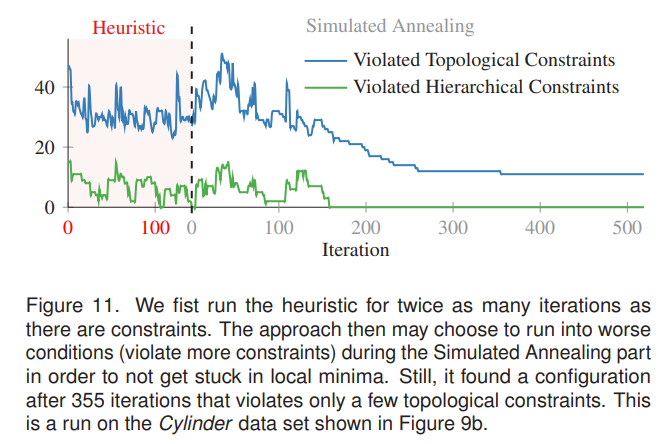 Heuristic
Simulated Annealing
Violated Topological Constraints
Violated Hierarchical Constraints
40
20
0
0
100
0
100
200
300
400
500
Iteration
Figure 11. We fist run the heuristic for twice as many iterations as
there are constraints. The approach then may choose to run into worse
conditions (violate more constraints) during the Simulated Annealing part
in order to not get stuck in local minima. Still, it found a configuration
after 355 iterations that violates only a few topological constraints. This
is a run on the Cylinder data set shown in Figure 9b.